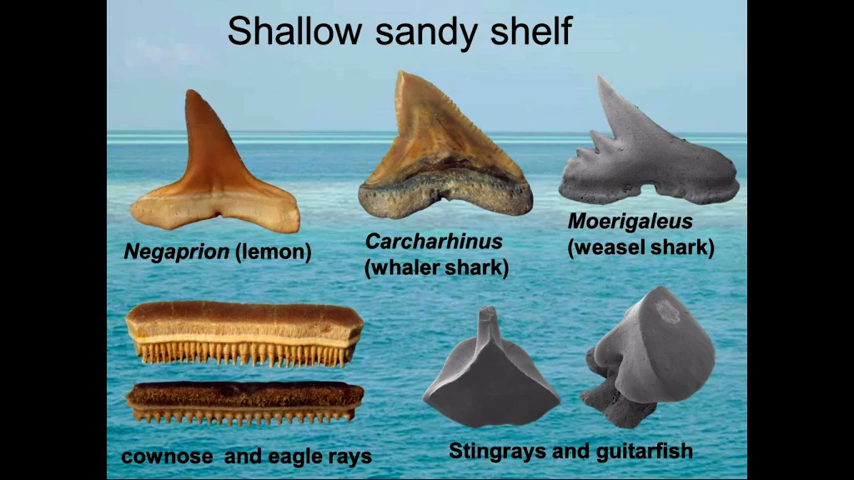 Shallow sandy shelf
Negaprion (lemon)
Carcharhinus
(whaler shark)
Moerigaleus
(weasel shark)
cownose and eagle rays
Stingrays and guitarfish